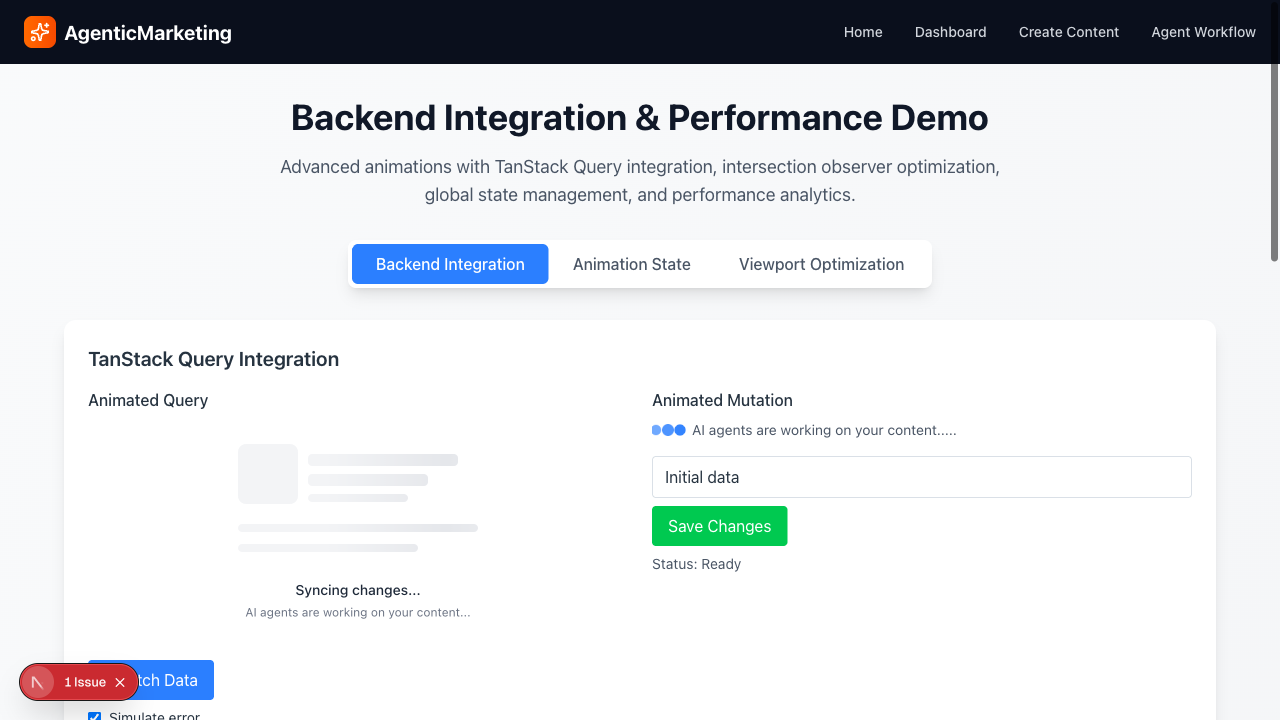 AgenticMarketing
Home
Dashboard
Create Content
Agent Workflow
Backend Integration & Performance Demo
Advanced animations with TanStack Query integration, intersection observer optimization,
global state management, and performance analytics.
Backend Integration
Animation State
Viewport Optimization
TanStack Query Integration
Animated Query
Syncing changes...
AI agents are working on your content...
tch Data
Simulate error
Animated Mutation
AI agents are working on your content.....
Initial data
Save Changes
Status: Ready
1 Issue